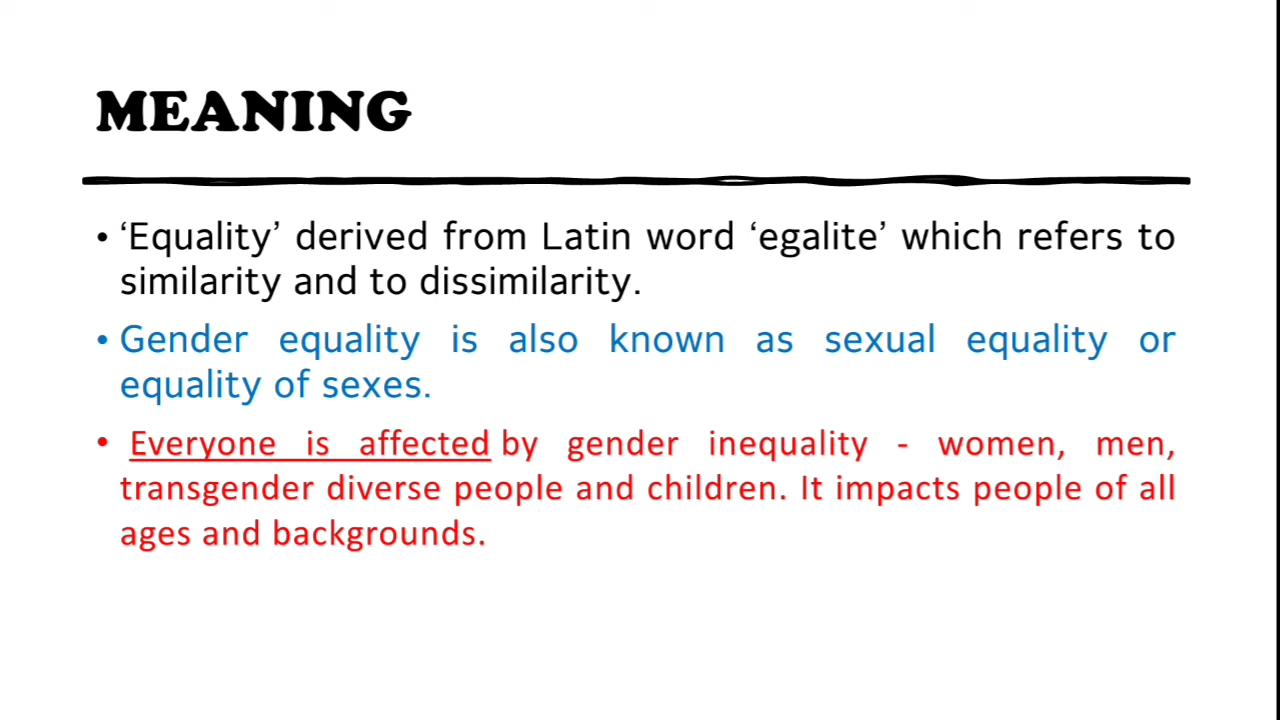 MEANING
• ‘Equality’ derived from Latin word ‘egalite’ which refers to
similarity and to dissimilarity.
• Gender equality is also known as sexual equality or
equality of sexes.
• Everyone is affected by gender inequality - women, men,
transgender diverse people and children. It impacts people of all
ages and backgrounds.